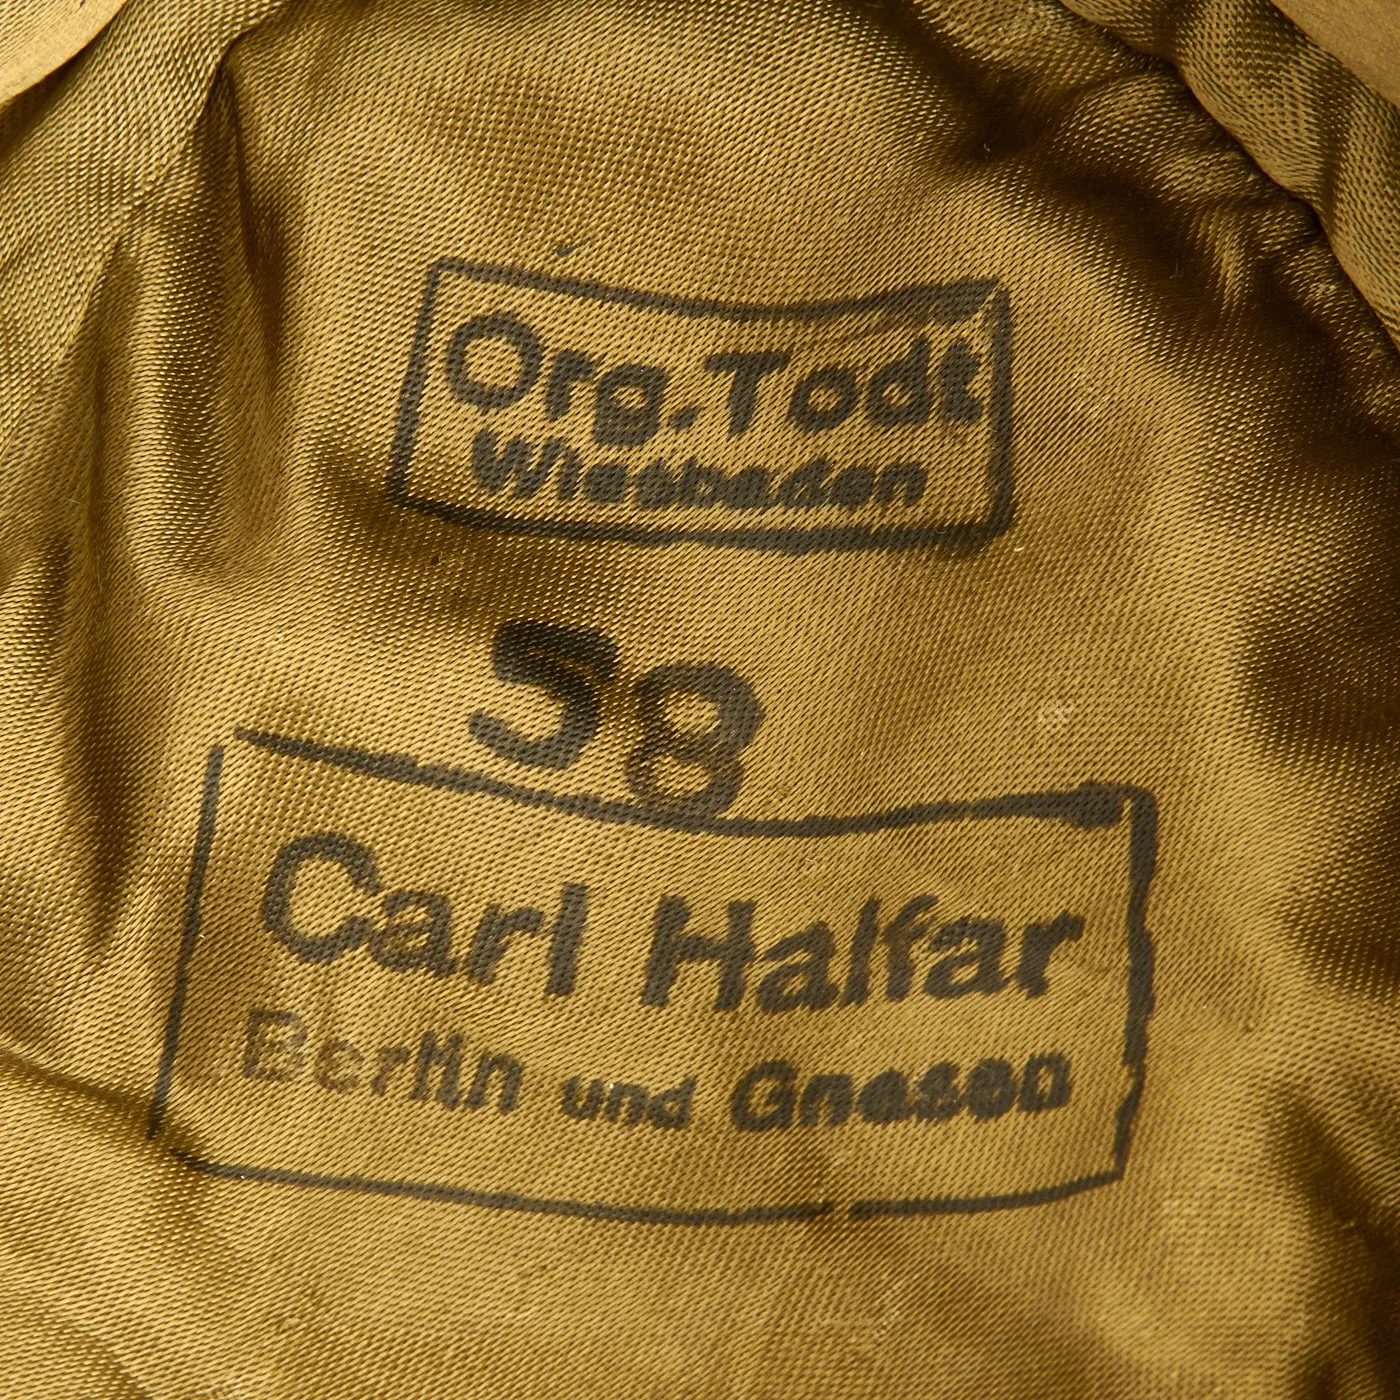 Org. Todt
Wiesbaden
58
Carl Halfar
Berlin und Gnesen